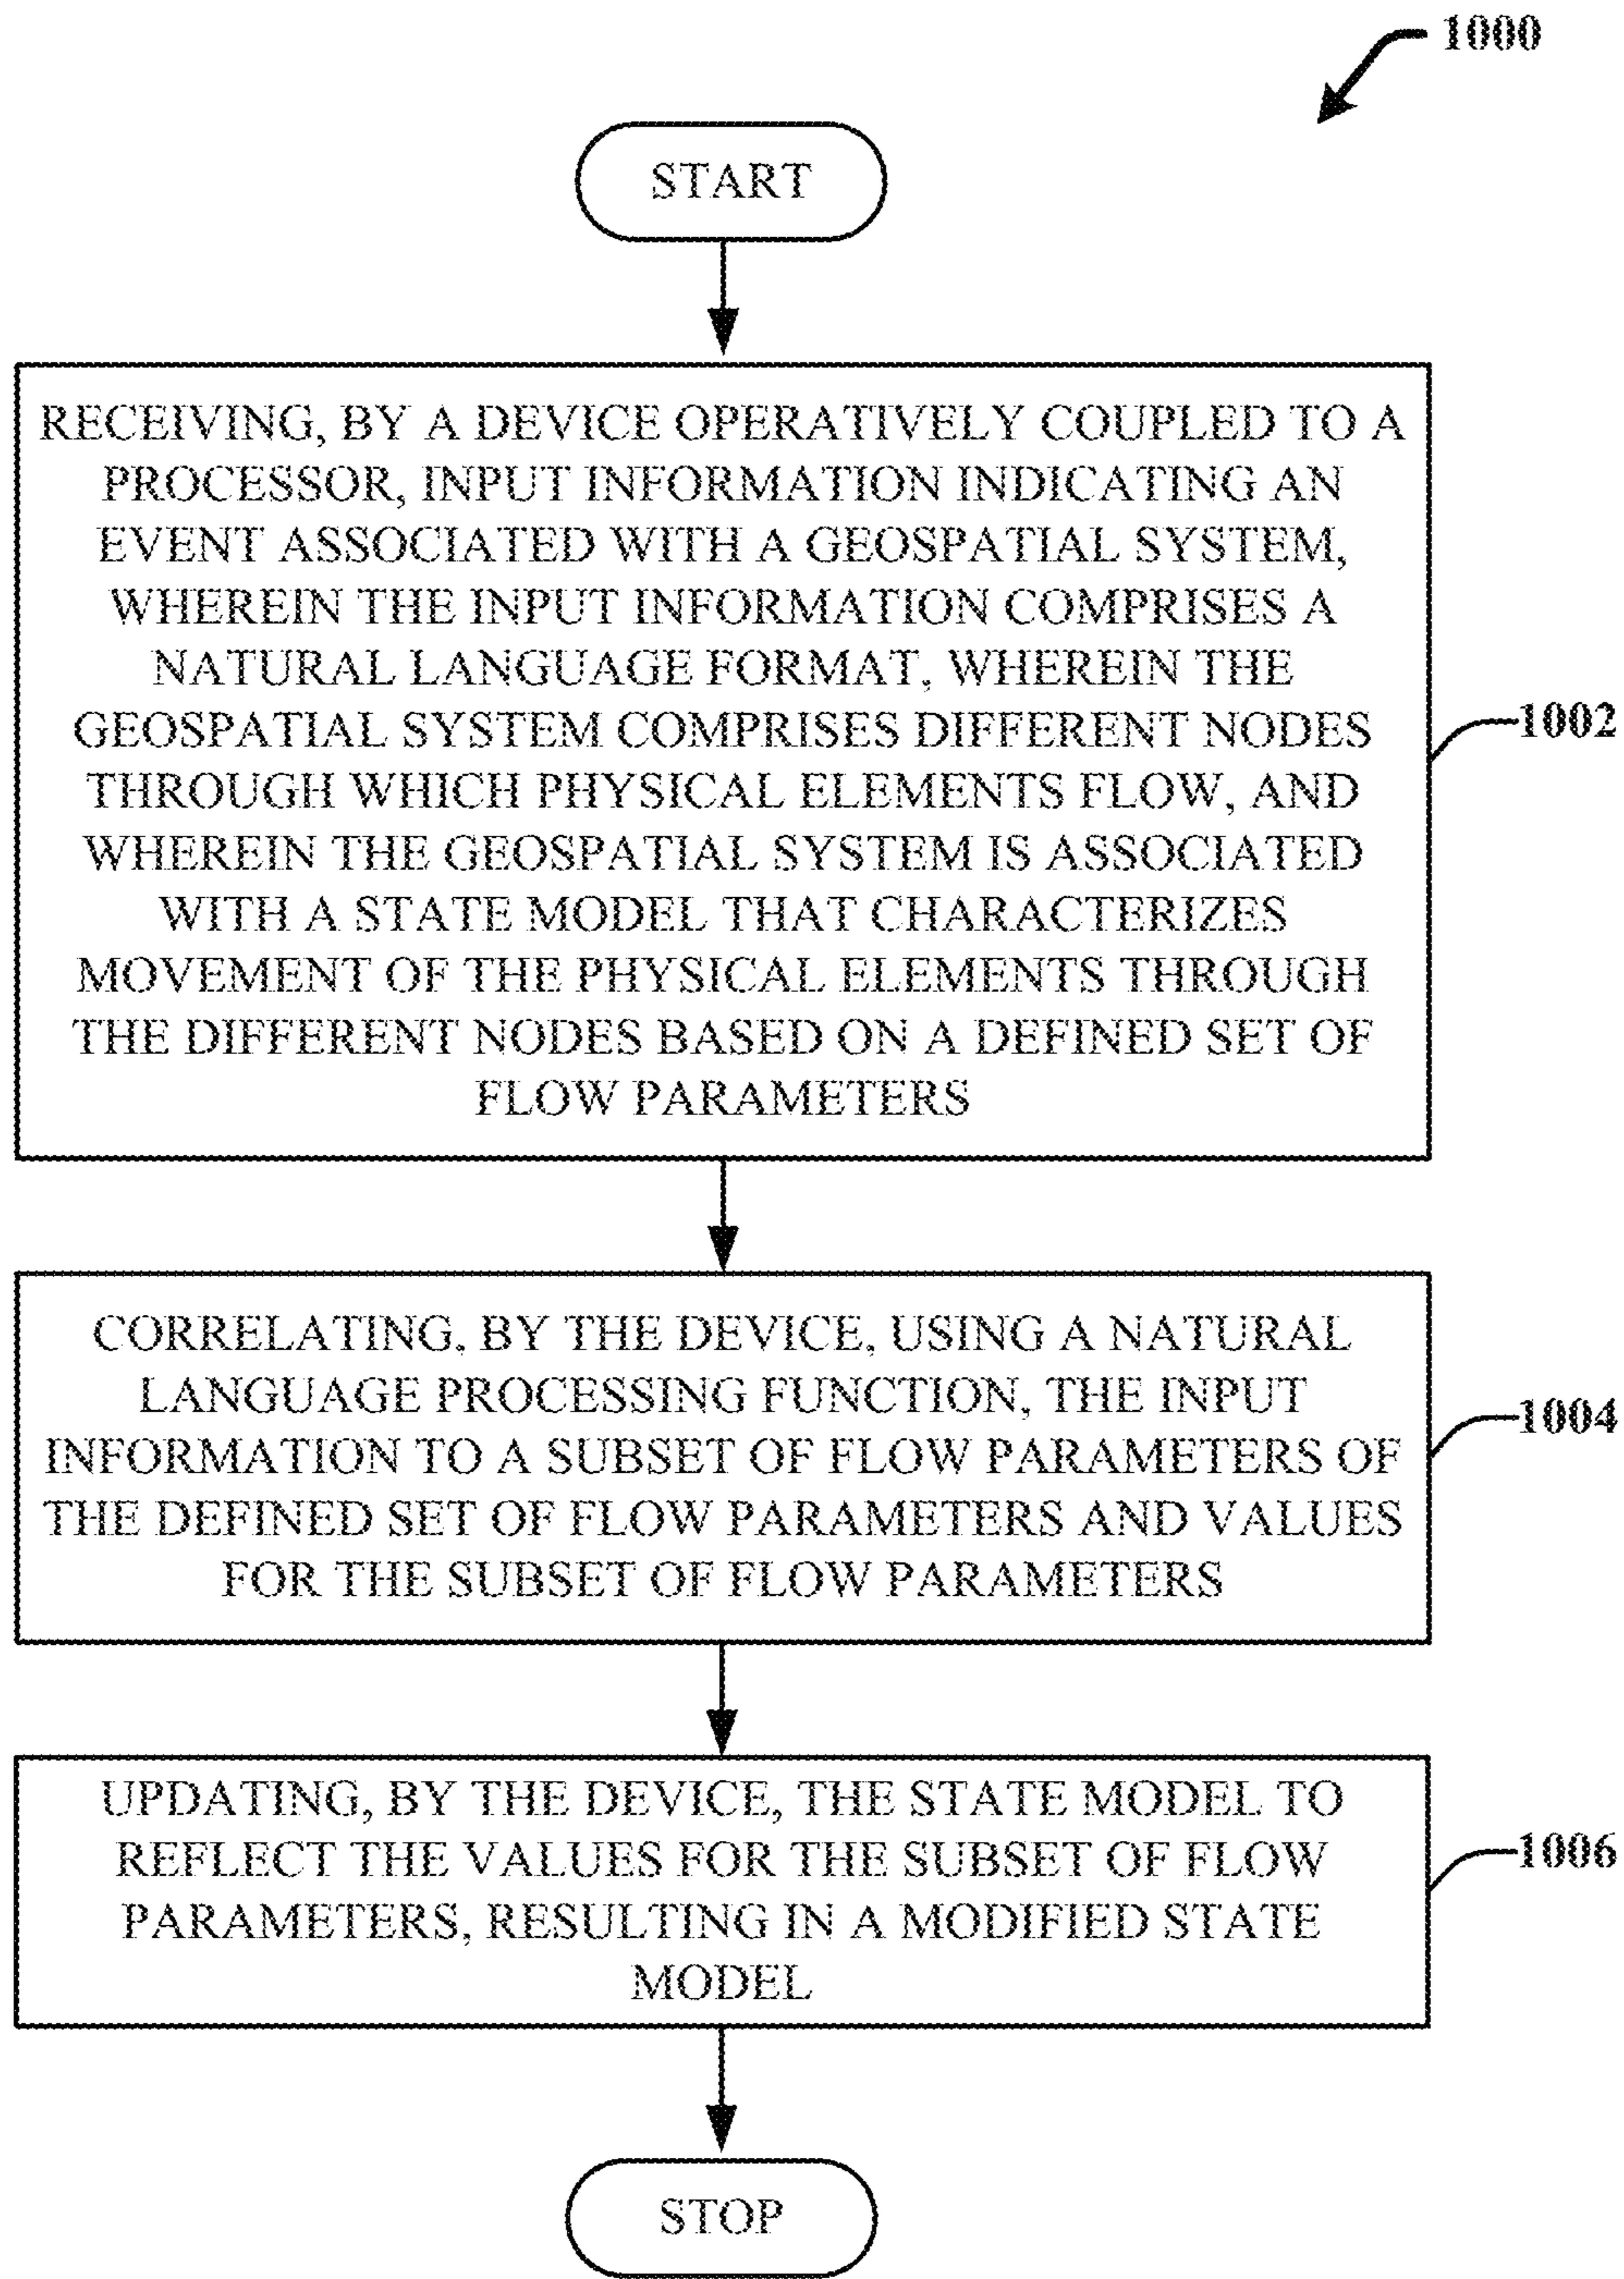 1000
START
RECEIVING, BY A DEVICE OPERATIVELY COUPLED TO A
PROCESSOR, INPUT INFORMATION INDICATING AN
EVENT ASSOCIATED WITH A GEOSPATIAL SYSTEM,
WHEREIN THE INPUT INFORMATION COMPRISES A
NATURAL LANGUAGE FORMAT, WHEREIN THE
GEOSPATIAL SYSTEM COMPRISES DIFFERENT NODES
THROUGH WHICH PHYSICAL ELEMENTS FLOW, AND
WHEREIN THE GEOSPATIAL SYSTEM IS ASSOCIATED
WITH A STATE MODEL THAT CHARACTERIZES
MOVEMENT OF THE PHYSICAL ELEMENTS THROUGH
THE DIFFERENT NODES BASED ON A DEFINED SET OF
FLOW PARAMETERS
1002
CORRELATING, BY THE DEVICE, USING A NATURAL
LANGUAGE PROCESSING FUNCTION, THE INPUT
INFORMATION TO A SUBSET OF FLOW PARAMETERS OF
THE DEFINED SET OF FLOW PARAMETERS AND VALUES
FOR THE SUBSET OF FLOW PARAMETERS
1004
UPDATING, BY THE DEVICE, THE STATE MODEL TO
REFLECT THE VALUES FOR THE SUBSET OF FLOW
PARAMETERS, RESULTING IN A MODIFIED STATE
MODEL
1006
STOP